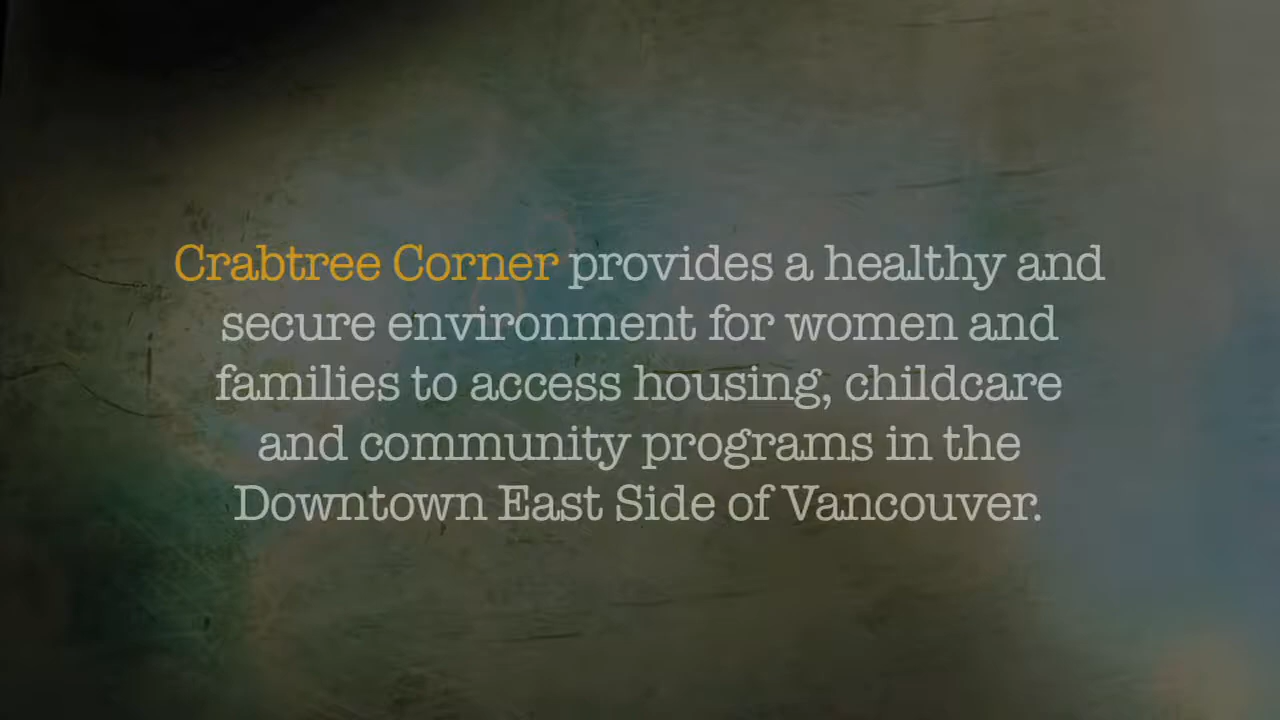 Crabtree Corner provides a healthy and
secure environment for women and
families to access housing, childcare
and community programs in the
Downtown East Side of Vancouver.